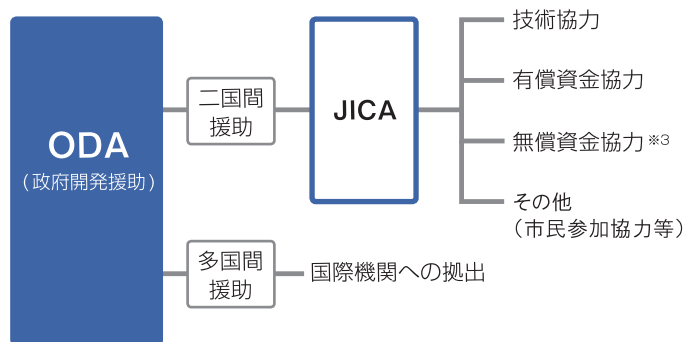 ODA
(政府開発援助)
二国間
援助
JICA
技術協力
有償資金協力
無償資金協力※3
その他
(市民参加協力等)
多国間
援助
国際機関への拠出